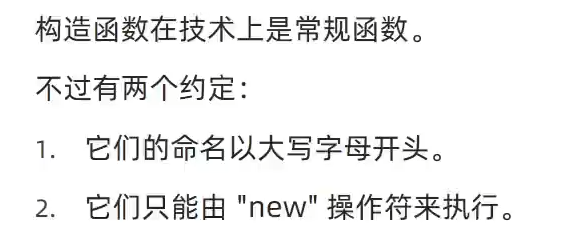 构造函数在技术上是常规函数。
不过有两个约定：
1. 它们的命名以大写字母开头。
2. 它们只能由 "new" 操作符来执行。